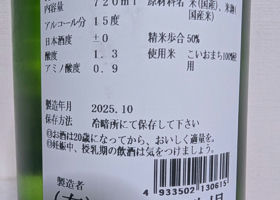 内容量 720ml 原材料名 米(国産)、米麹(
アルコール分 15度 国産米)
日本酒度 ±0 精米歩合 50%
酸度 1.3 こいおまち100%使
アミノ酸度 0.9 用
製造年月 2025.10
保存方法 冷暗所にて保存して下さい
◎お酒は20歳になってから、おいしく適量を。
◎妊娠中、授乳期の飲酒は気をつけましょう。
製造者
4933502130615